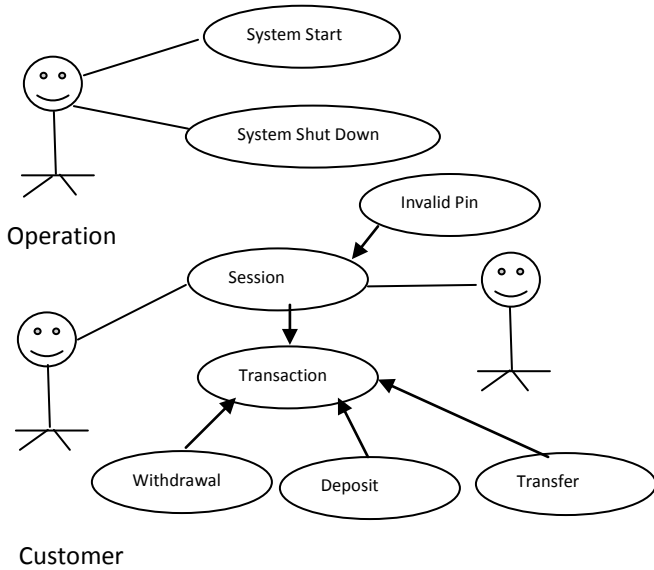 System Start
System Shut Down
Invalid Pin
Operation
Session
Transaction
Withdrawal
Deposit
Transfer
Customer